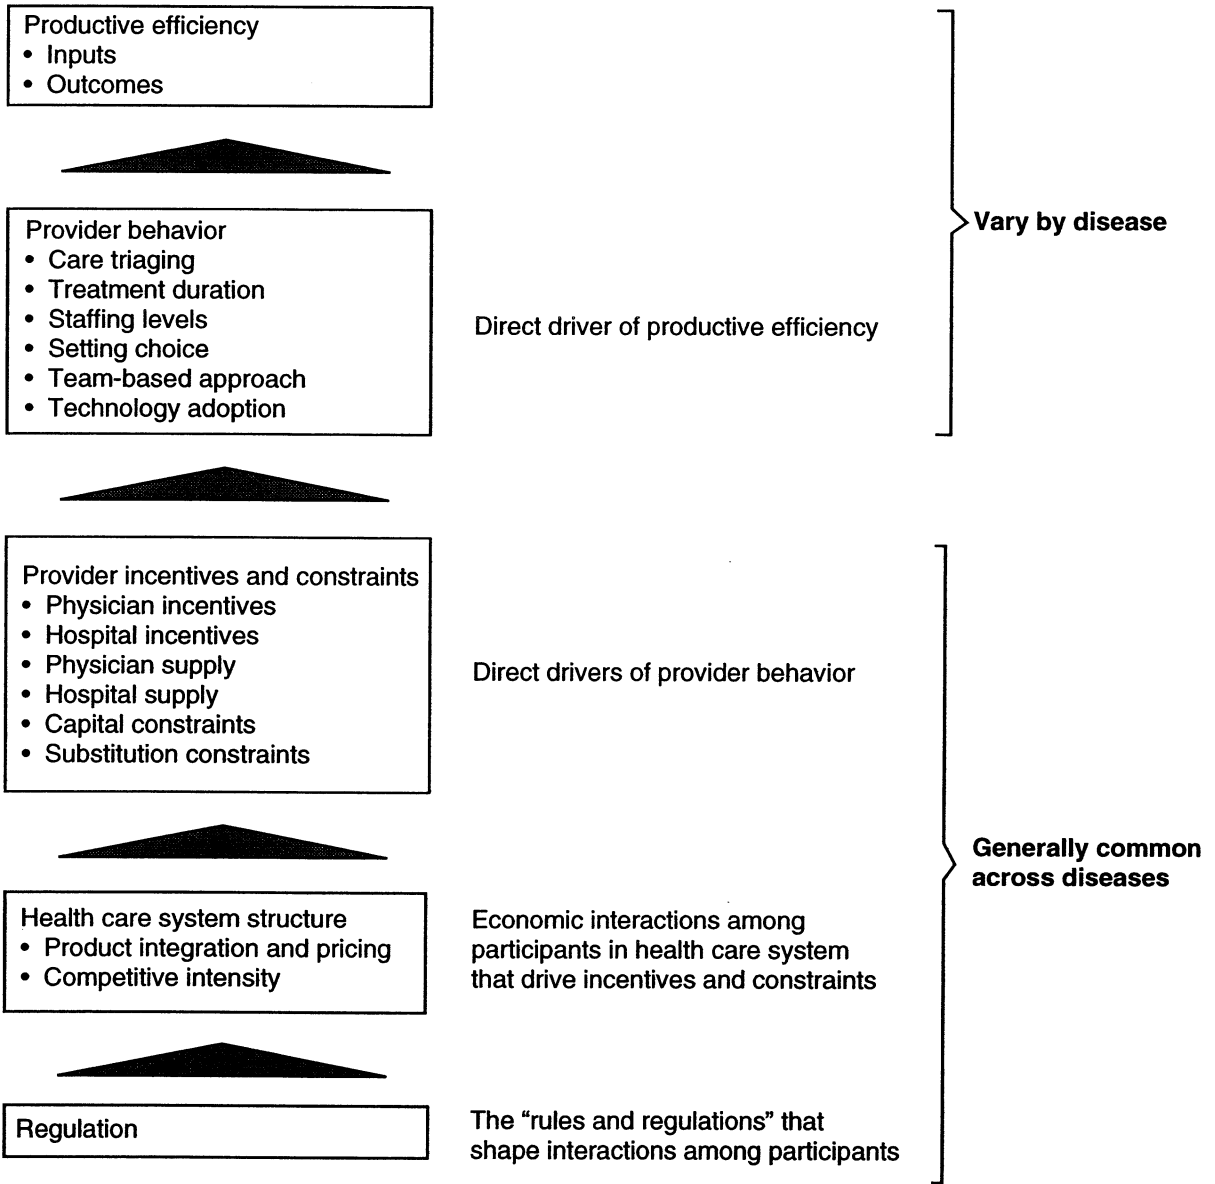 Productive efficiency
• Inputs
• Outcomes
Vary by disease
Provider behavior
• Care triaging
• Treatment duration
• Staffing levels
• Setting choice
• Team-based approach
• Technology adoption
Direct driver of productive efficiency
Provider incentives and constraints
• Physician incentives
• Hospital incentives
• Physician supply
• Hospital supply
• Capital constraints
• Substitution constraints
Direct drivers of provider behavior
Generally common
across diseases
Health care system structure
• Product integration and pricing
• Competitive intensity
Economic interactions among
participants in health care system
that drive incentives and constraints
Regulation
The “rules and regulations” that
shape interactions among participants